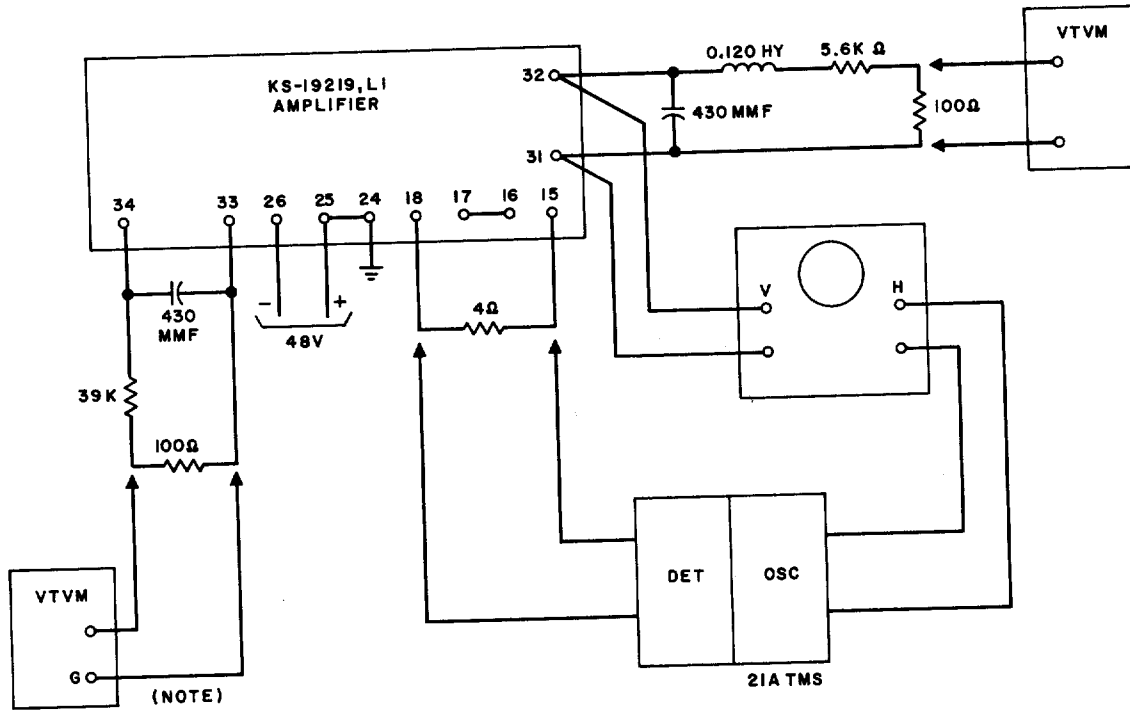 VTVM
0.120 HY
5.6K Ω
KS-19219, L1
AMPLIFIER
32
430 MMF
100Ω
31
34
33
26
25
24
18
17
16
15
-
+
48V
430
MMF
4Ω
V
H
39K
100Ω
VTVM
G
(NOTE)
DET
OSC
21A TMS